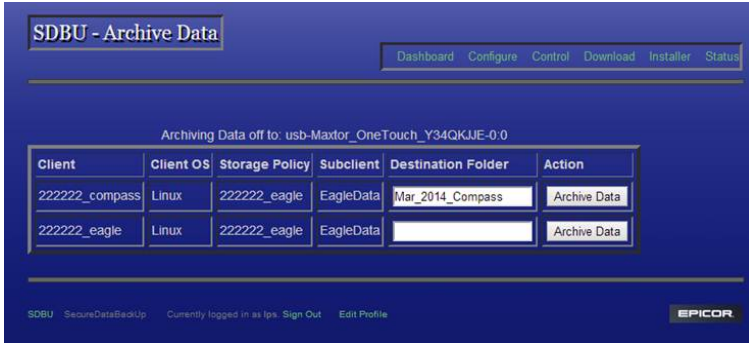 SDBU - Archive Data
Dashboard Configure Control Download Installer Status
Archiving Data off to: usb-Maxtor_OneTouch_Y34QKJJE-0:0
Client Client OS Storage Policy Subclient Destination Folder Action
222222_compass Linux 222222_eagle EagleData Mar_2014_Compass Archive Data
222222_eagle Linux 222222_eagle EagleData Archive Data
SDBU SecureDataBackUp Currently logged in as lps. Sign Out Edit Profile EPICOR